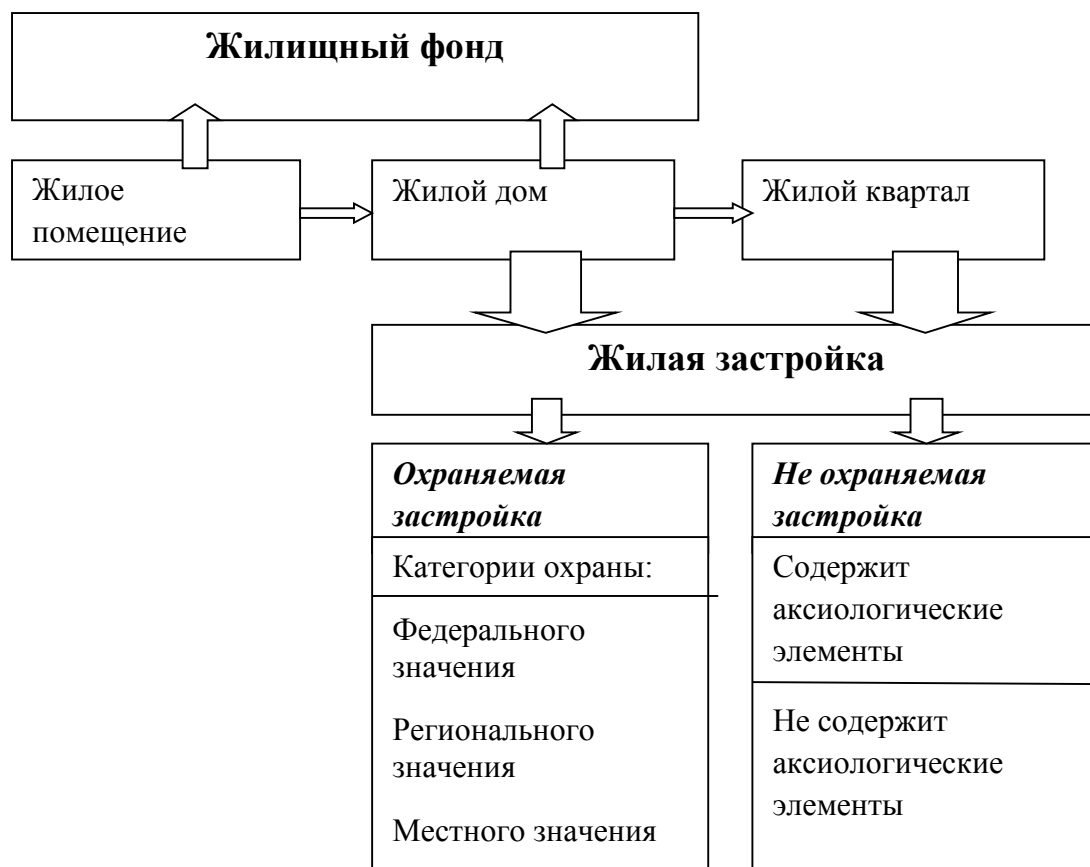 Жилищный фонд
Жилое
помещение
Жилой дом
Жилой квартал
Жилая застройка
Охраняемая
застройка
Категории охраны:
Федерального
значения
Регионального
значения
Местного значения
Не охраняемая
застройка
Содержит
аксиологические
элементы
Не содержит
аксиологические
элементы